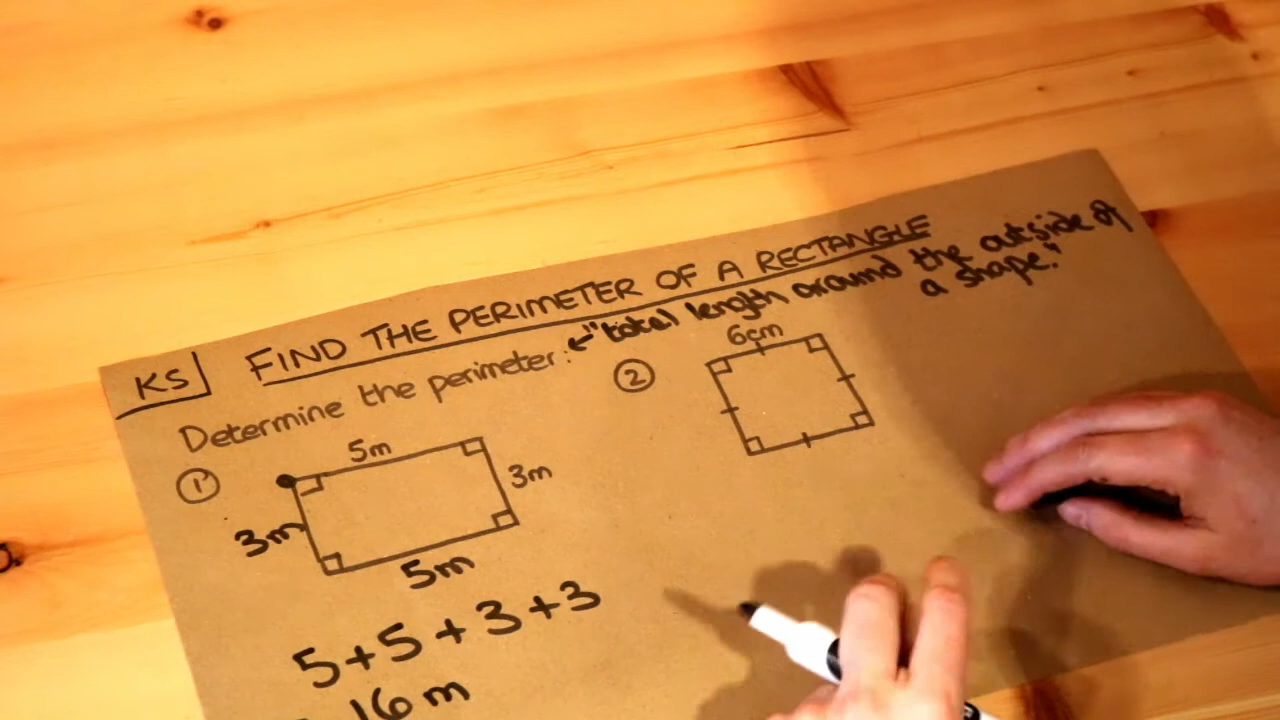 KS
FIND THE PERIMETER OF A RECTANGLE
Determine the perimeter:
←"total length around the outside of
a shape."
1
5m
3m
3m
5m
5+5+3+3
16m
2
6cm